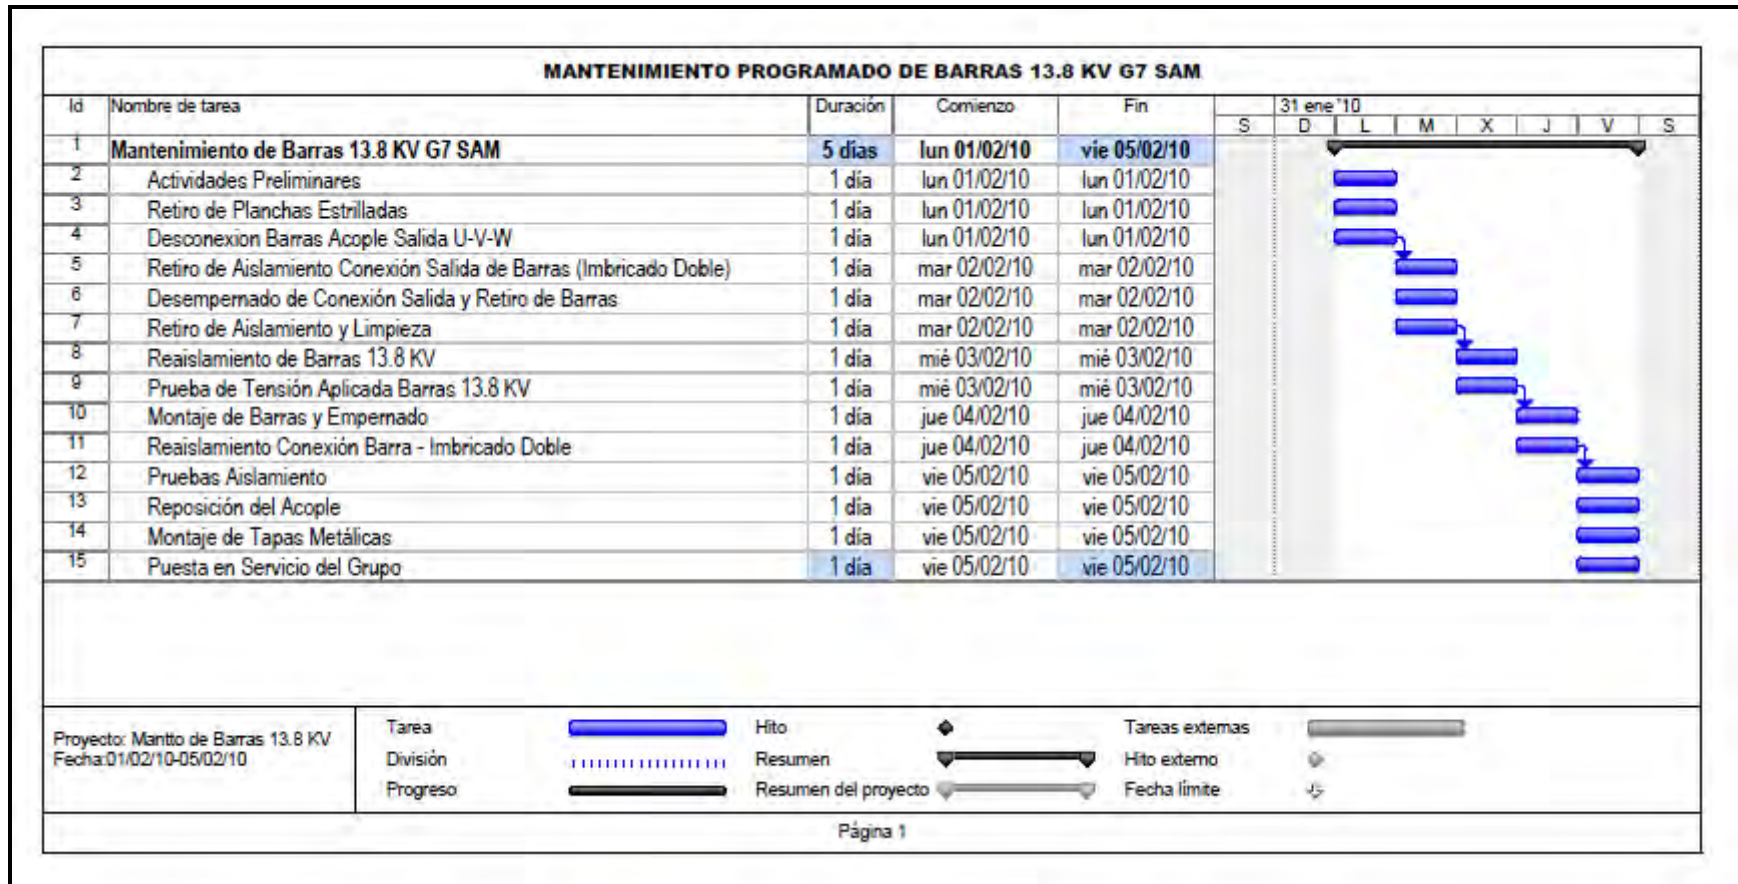 MANTENIMIENTO PROGRAMADO DE BARRAS 13.8 KV G7 SAM
Id Nombre de tarea Duración Comienzo Fin 31 ene '10
S D L M X J V S
1 Mantenimiento de Barras 13.8 KV G7 SAM 5 días lun 01/02/10 vie 05/02/10
2 Actividades Preliminares 1 día lun 01/02/10 lun 01/02/10
3 Retiro de Planchas Estrilladas 1 día lun 01/02/10 lun 01/02/10
4 Desconexion Barras Acople Salida U-V-W 1 día lun 01/02/10 lun 01/02/10
5 Retiro de Aislamiento Conexión Salida de Barras (Imbricado Doble) 1 día mar 02/02/10 mar 02/02/10
6 Desempernado de Conexión Salida y Retiro de Barras 1 día mar 02/02/10 mar 02/02/10
7 Retiro de Aislamiento y Limpieza 1 día mar 02/02/10 mar 02/02/10
8 Reaislamiento de Barras 13.8 KV 1 día mié 03/02/10 mié 03/02/10
9 Prueba de Tensión Aplicada Barras 13.8 KV 1 día mié 03/02/10 mié 03/02/10
10 Montaje de Barras y Empernado 1 día jue 04/02/10 jue 04/02/10
11 Reaislamiento Conexión Barra - Imbricado Doble 1 día jue 04/02/10 jue 04/02/10
12 Pruebas Aislamiento 1 día vie 05/02/10 vie 05/02/10
13 Reposición del Acople 1 día vie 05/02/10 vie 05/02/10
14 Montaje de Tapas Metálicas 1 día vie 05/02/10 vie 05/02/10
15 Puesta en Servicio del Grupo 1 día vie 05/02/10 vie 05/02/10
Proyecto: Mantto de Barras 13.8 KV
Fecha:01/02/10-05/02/10
Tarea Hito Tareas externas
División Resumen Hito externo
Progreso Resumen del proyecto Fecha límite
Página 1